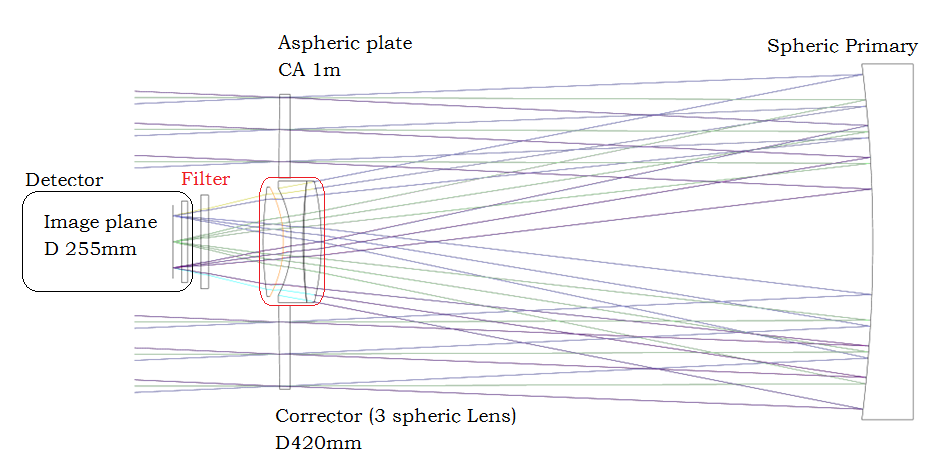 Aspheric plate
CA 1m
Spheric Primary
Detector
Filter
Image plane
D 255mm
Corrector (3 spheric Lens)
D420mm